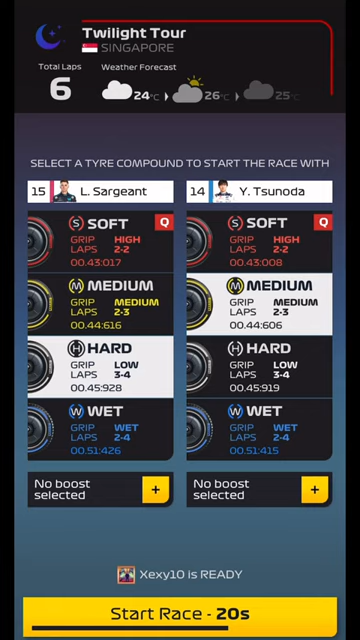 Twilight Tour
SINGAPORE
Total Laps
Weather Forecast
6
24°C
26°C
25°C
SELECT A TYRE COMPOUND TO START THE RACE WITH
15 L. Sargeant
14 Y. Tsunoda
S SOFT Q
GRIP HIGH
LAPS 2-2
00.43:017
S SOFT Q
GRIP HIGH
LAPS 2-2
00.43:008
M MEDIUM
GRIP MEDIUM
LAPS 2-3
00:44:616
M MEDIUM
GRIP MEDIUM
LAPS 2-3
00:44:606
H HARD
GRIP LOW
LAPS 3-4
00.45:928
H HARD
GRIP LOW
LAPS 3-4
00.45:919
W WET
GRIP WET
LAPS 2-4
00.51:426
W WET
GRIP WET
LAPS 2-4
00.51:415
No boost
selected
+
No boost
selected
+
Xexy10 is READY
Start Race - 20s